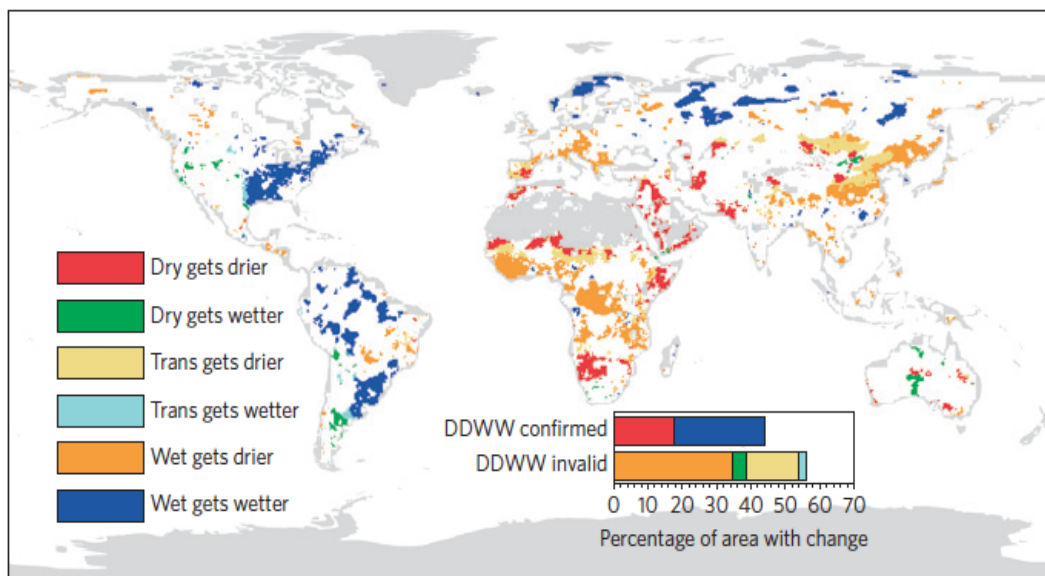 Dry gets drier
Dry gets wetter
Trans gets drier
Trans gets wetter
Wet gets drier
Wet gets wetter
DDWW confirmed
DDWW invalid
0 10 20 30 40 50 60 70
Percentage of area with change